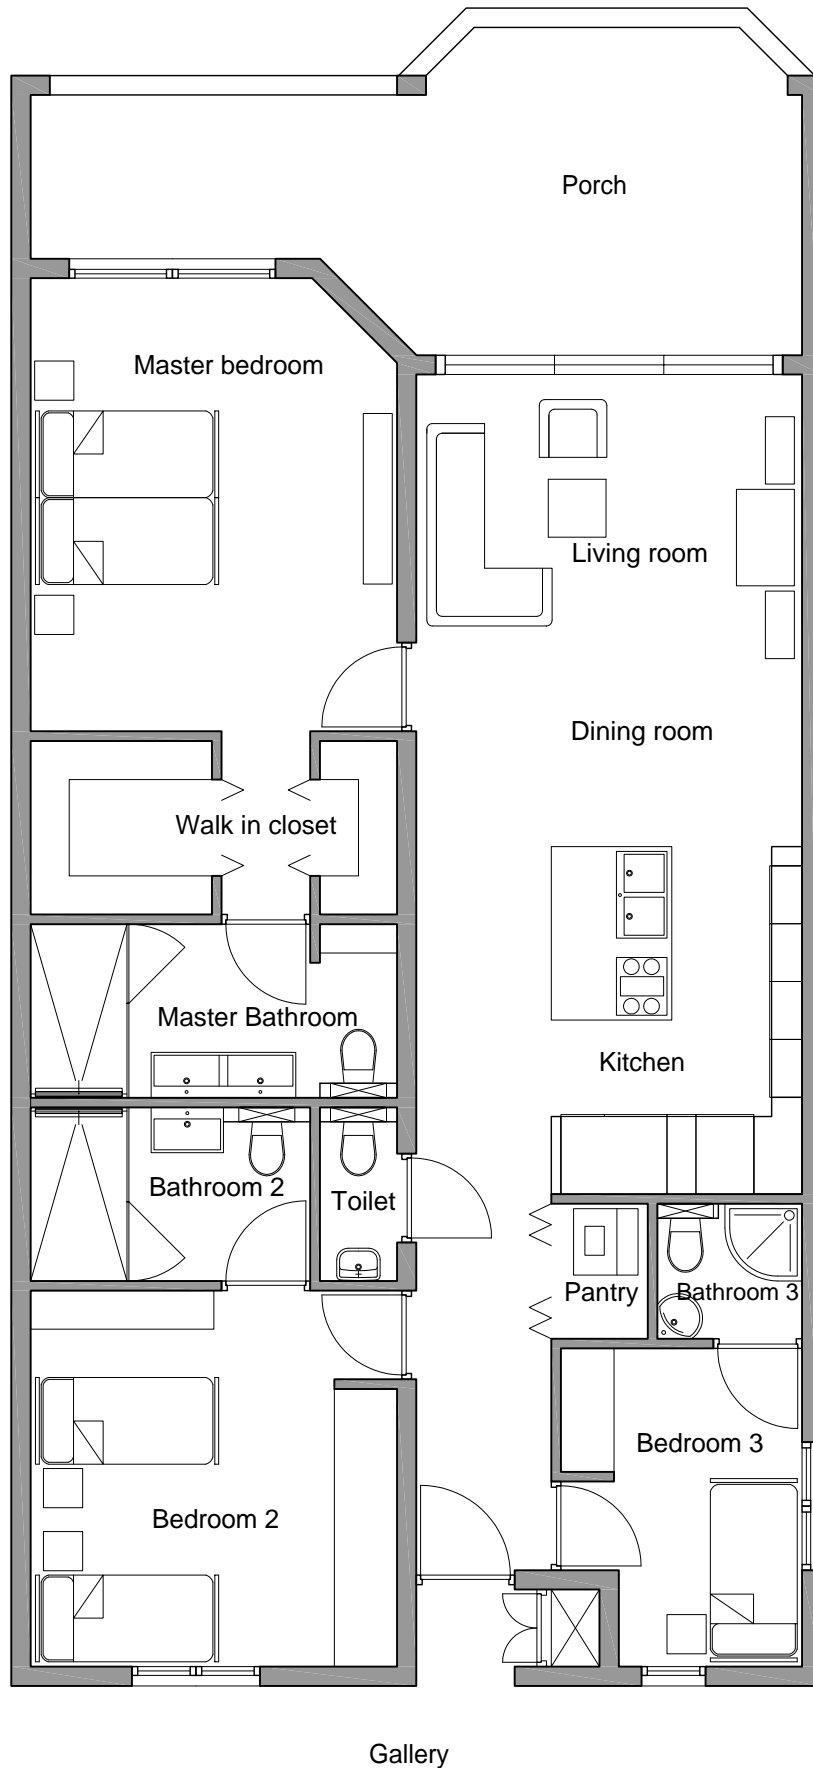 Porch
Master bedroom
Living room
Dining room
Walk in closet
Master Bathroom
Kitchen
Bathroom 2
Toilet
Pantry
Bathroom 3
Bedroom 3
Bedroom 2
Gallery